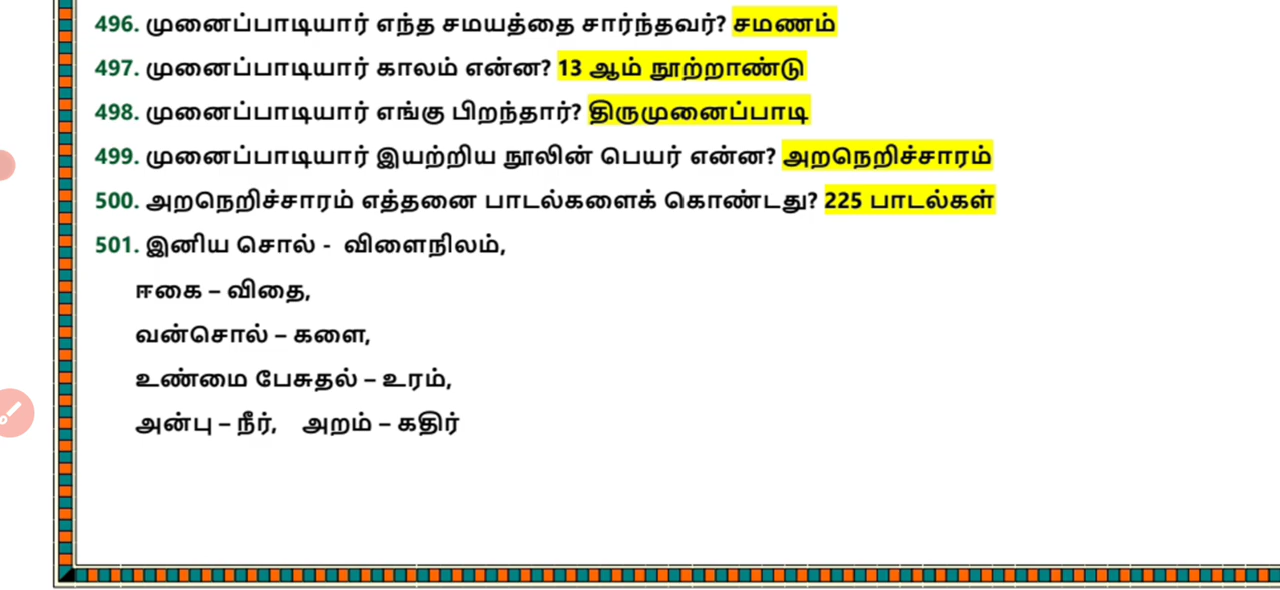 496. முனைப்பாடியார் எந்த சமயத்தை சார்ந்தவர்? சமணம்
497. முனைப்பாடியார் காலம் என்ன? 13 ஆம் நூற்றாண்டு
498. முனைப்பாடியார் எங்கு பிறந்தார்? திருமுனைப்பாடி
499. முனைப்பாடியார் இயற்றிய நூலின் பெயர் என்ன? அறநெறிச்சாரம்
500. அறநெறிச்சாரம் எத்தனை பாடல்களைக் கொண்டது? 225 பாடல்கள்
501. இனிய சொல் - விளைநிலம்,
ஈகை – விதை,
வன்சொல் – களை,
உண்மை பேசுதல் – உரம்,
அன்பு – நீர், அறம் – கதிர்